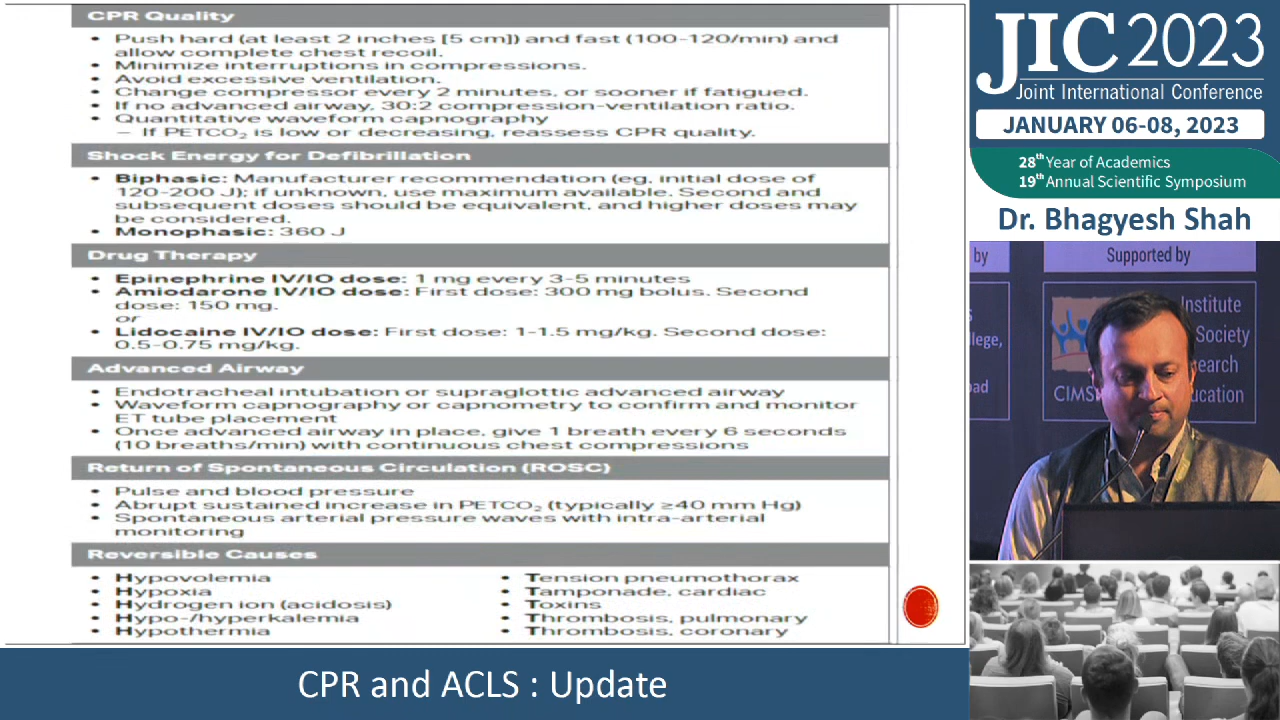 CPR Quality
• Push hard (at least 2 inches [5 cm]) and fast (100-120/min) and
allow complete chest recoil.
• Minimize interruptions in compressions.
• Avoid excessive ventilation.
• Change compressor every 2 minutes, or sooner if fatigued.
• If no advanced airway, 30:2 compression-ventilation ratio.
• Quantitative waveform capnography
– If PETCO₂ is low or decreasing, reassess CPR quality.
Shock Energy for Defibrillation
• Biphasic: Manufacturer recommendation (eg, initial dose of
120-200 J); if unknown, use maximum available. Second and
subsequent doses should be equivalent, and higher doses may
be considered.
• Monophasic: 360 J
Drug Therapy
• Epinephrine IV/IO dose: 1 mg every 3-5 minutes
• Amiodarone IV/IO dose: First dose: 300 mg bolus. Second
dose: 150 mg.
or
• Lidocaine IV/IO dose: First dose: 1-1.5 mg/kg. Second dose:
0.5-0.75 mg/kg.
Advanced Airway
• Endotracheal intubation or supraglottic advanced airway
• Waveform capnography or capnometry to confirm and monitor
ET tube placement
• Once advanced airway in place, give 1 breath every 6 seconds
(10 breaths/min) with continuous chest compressions
Return of Spontaneous Circulation (ROSC)
• Pulse and blood pressure
• Abrupt sustained increase in PETCO₂ (typically ≥40 mm Hg)
• Spontaneous arterial pressure waves with intra-arterial
monitoring
Reversible Causes
• Hypovolemia
• Hypoxia
• Hydrogen ion (acidosis)
• Hypo-/hyperkalemia
• Hypothermia
• Tension pneumothorax
• Tamponade, cardiac
• Toxins
• Thrombosis, pulmonary
• Thrombosis, coronary
CPR and ACLS : Update
JIC 2023
Joint International Conference
JANUARY 06-08, 2023
28th Year of Academics
19th Annual Scientific Symposium
Dr. Bhagyesh Shah
by
Supported by
Institute
Society
CIMS